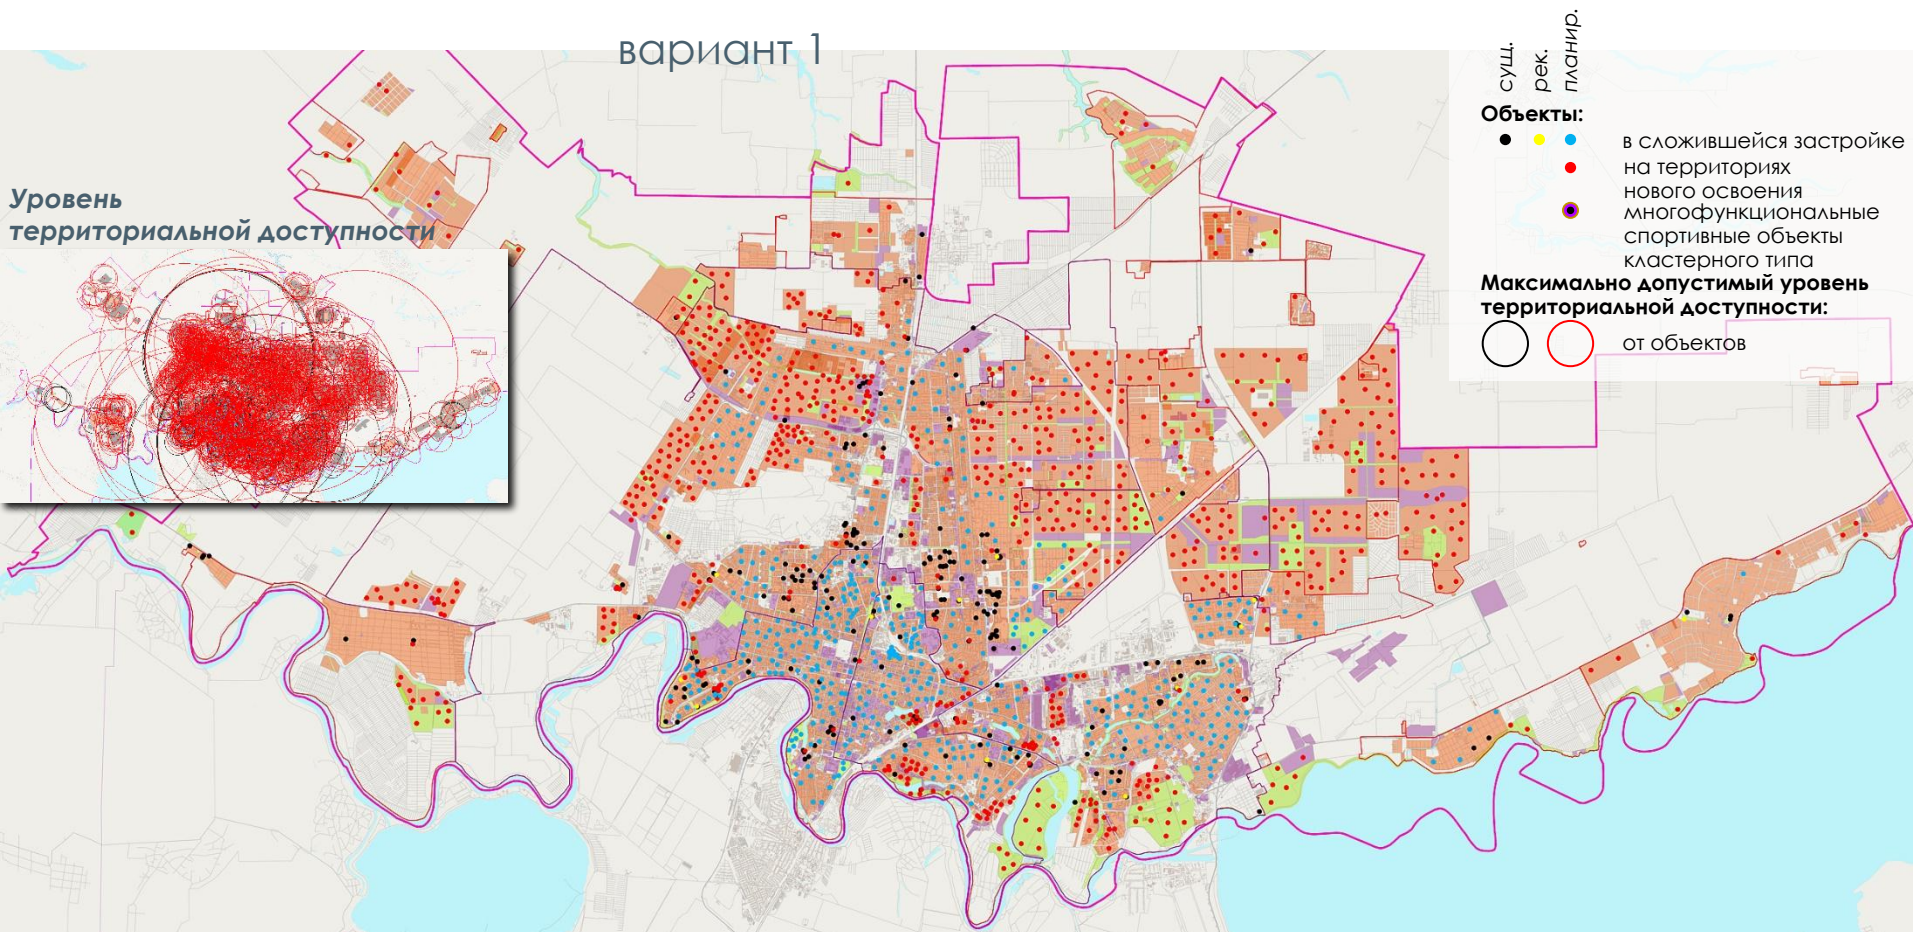 вариант 1
Уровень
территориальной доступности
сущ.
рек.
планир.
Объекты:
в сложившейся застройке
на территориях
нового освоения
многофункциональные
спортивные объекты
кластерного типа
Максимально допустимый уровень
территориальной доступности:
от объектов